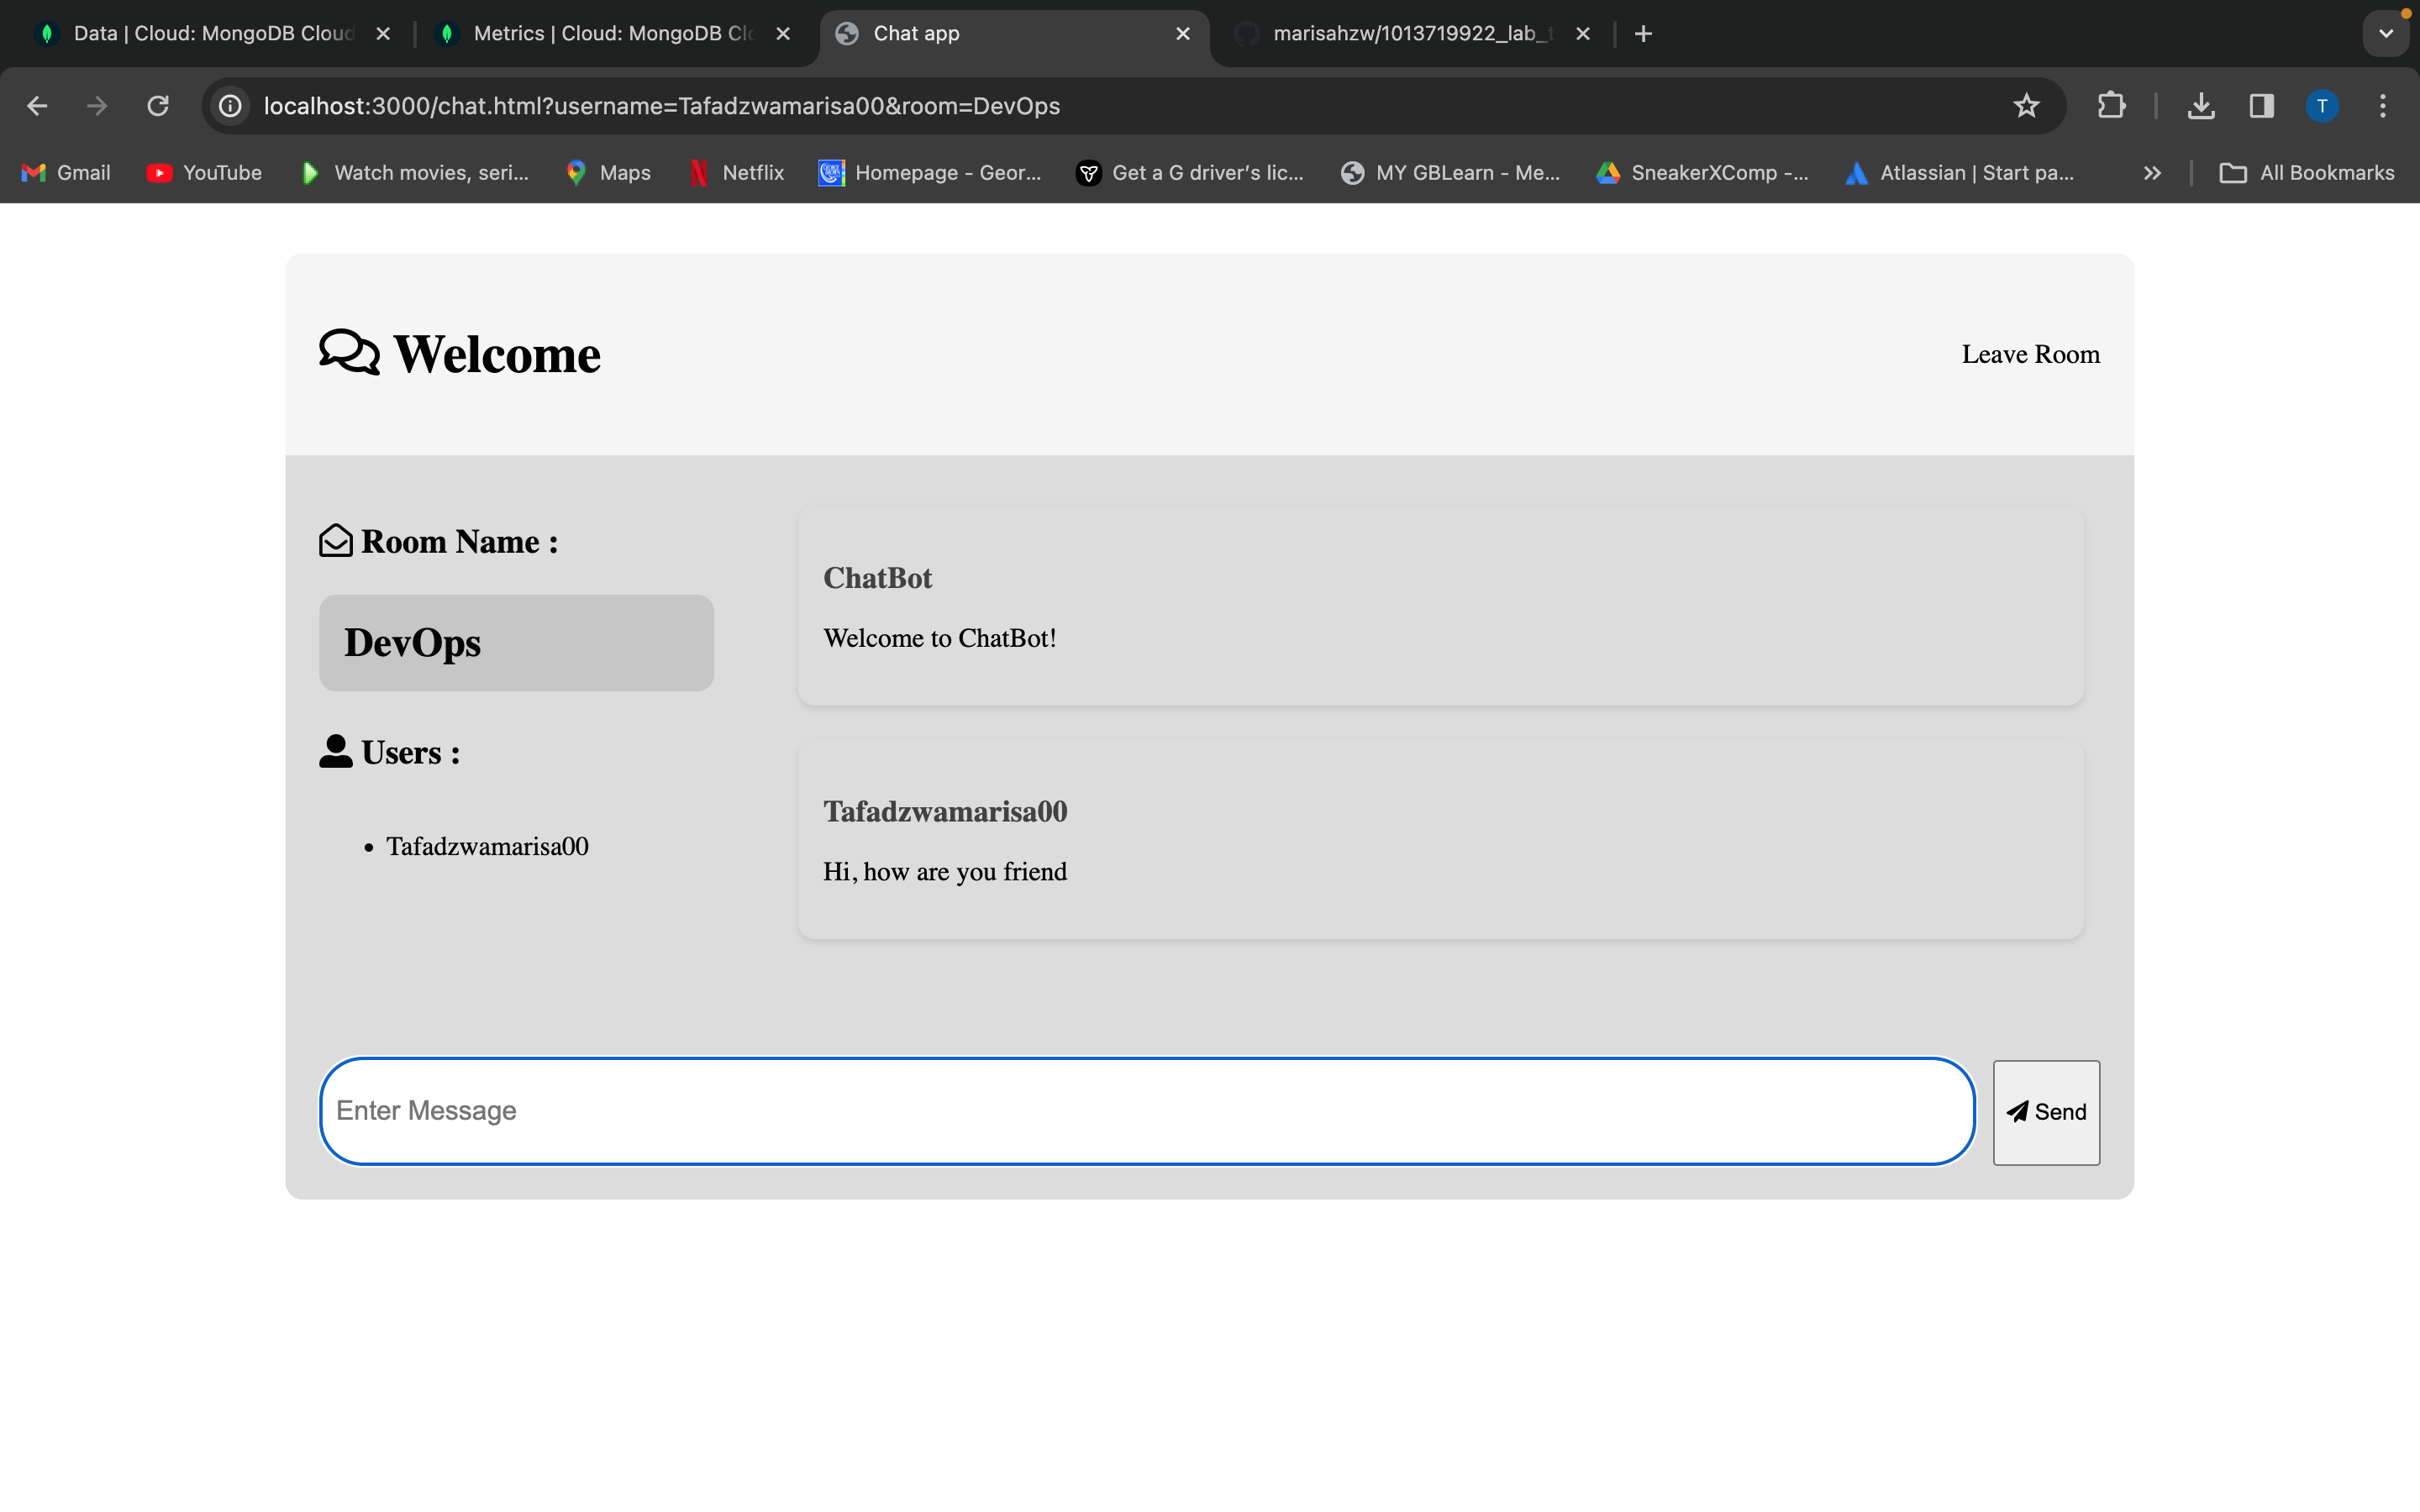 Data | Cloud: MongoDB Cloud
Metrics | Cloud: MongoDB Clo
Chat app
marisahzw/1013719922_lab_t
localhost:3000/chat.html?username=Tafadzwamarisa00&room=DevOps
T
Gmail
YouTube
Watch movies, seri...
Maps
Netflix
Homepage - Geor...
Get a G driver's lic...
MY GBLearn - Me...
SneakerXComp -...
Atlassian | Start pa...
All Bookmarks
Welcome
Leave Room
Room Name :
DevOps
Users :
Tafadzwamarisa00
ChatBot
Welcome to ChatBot!
Tafadzwamarisa00
Hi, how are you friend
Enter Message
Send